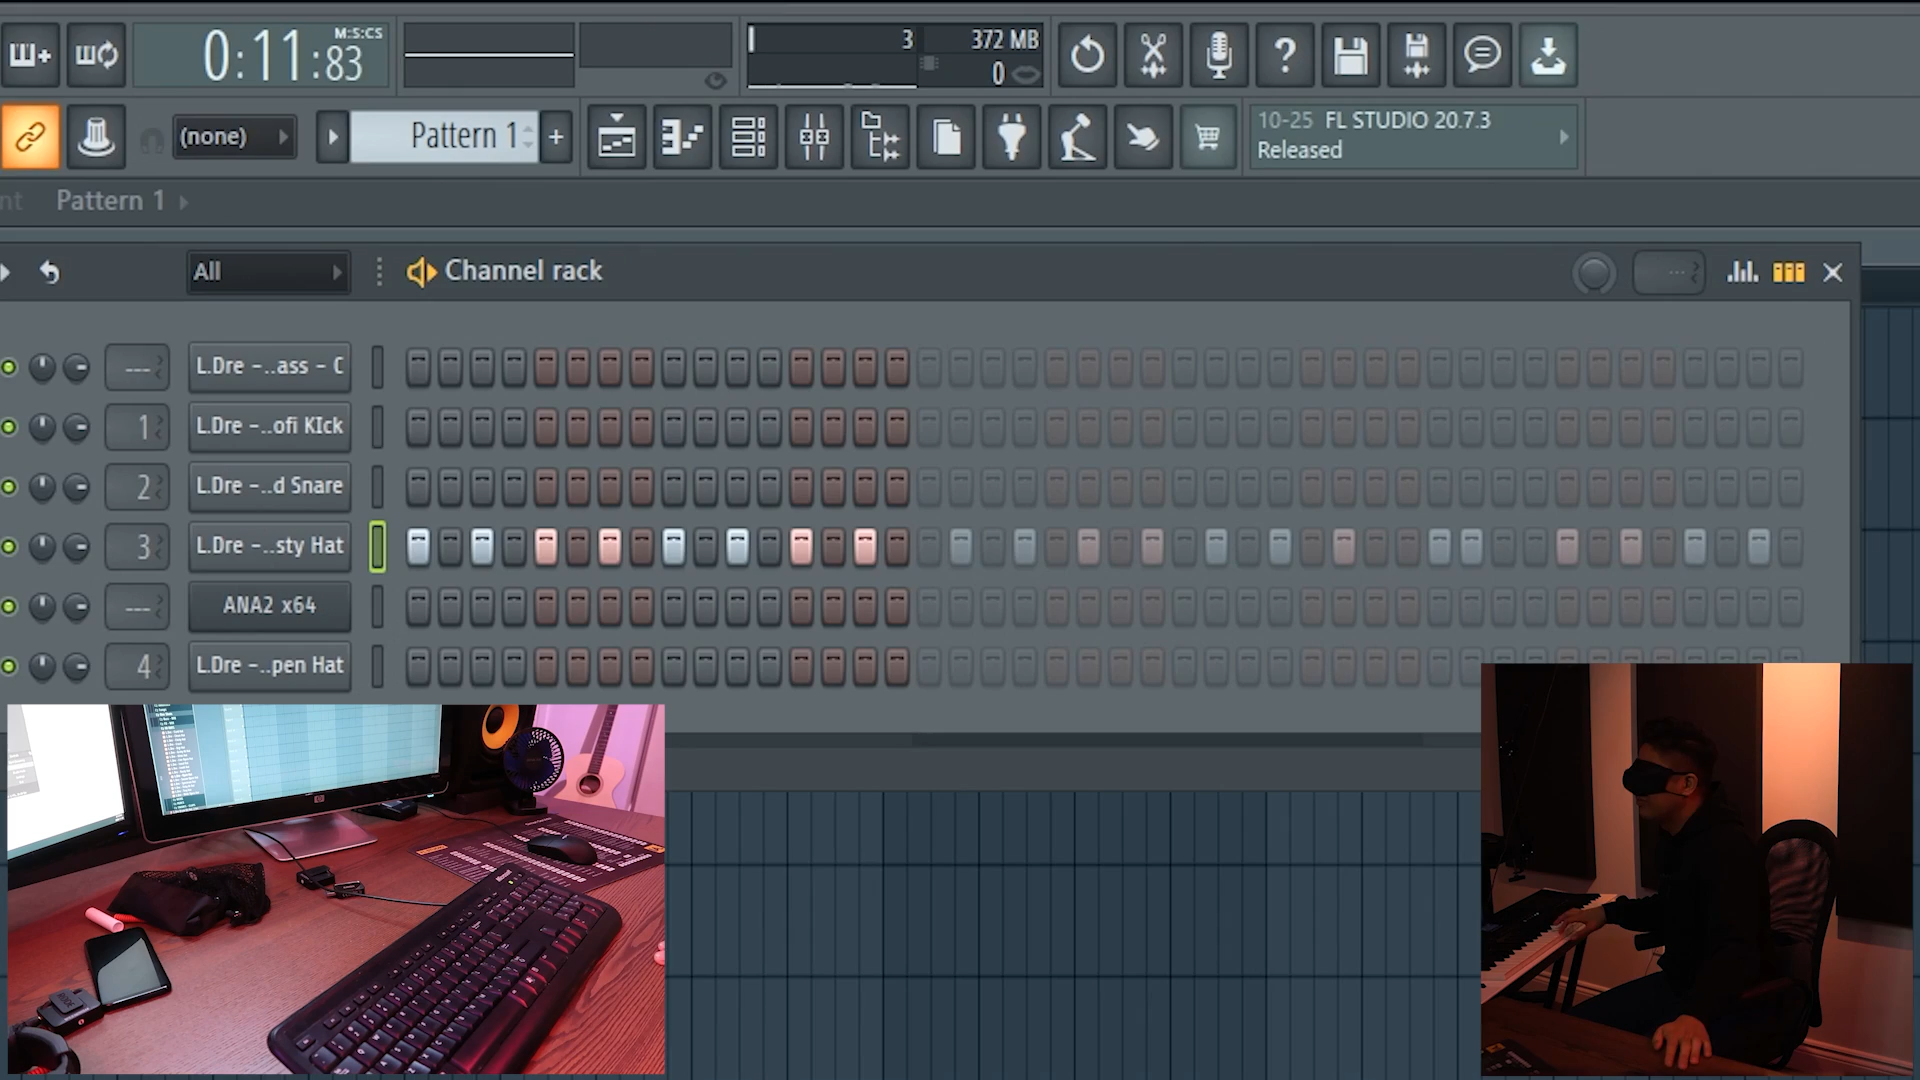 0:11:83
M:S:CS
3
372 MB
0
(none)
Pattern 1
+
10-25 FL STUDIO 20.7.3
Released
nt Pattern 1
All
Channel rack
---
L.Dre -..ass - C
1
L.Dre -..ofi KIck
2
L.Dre -..d Snare
3
L.Dre -..sty Hat
---
ANA2 x64
4
L.Dre -..pen Hat